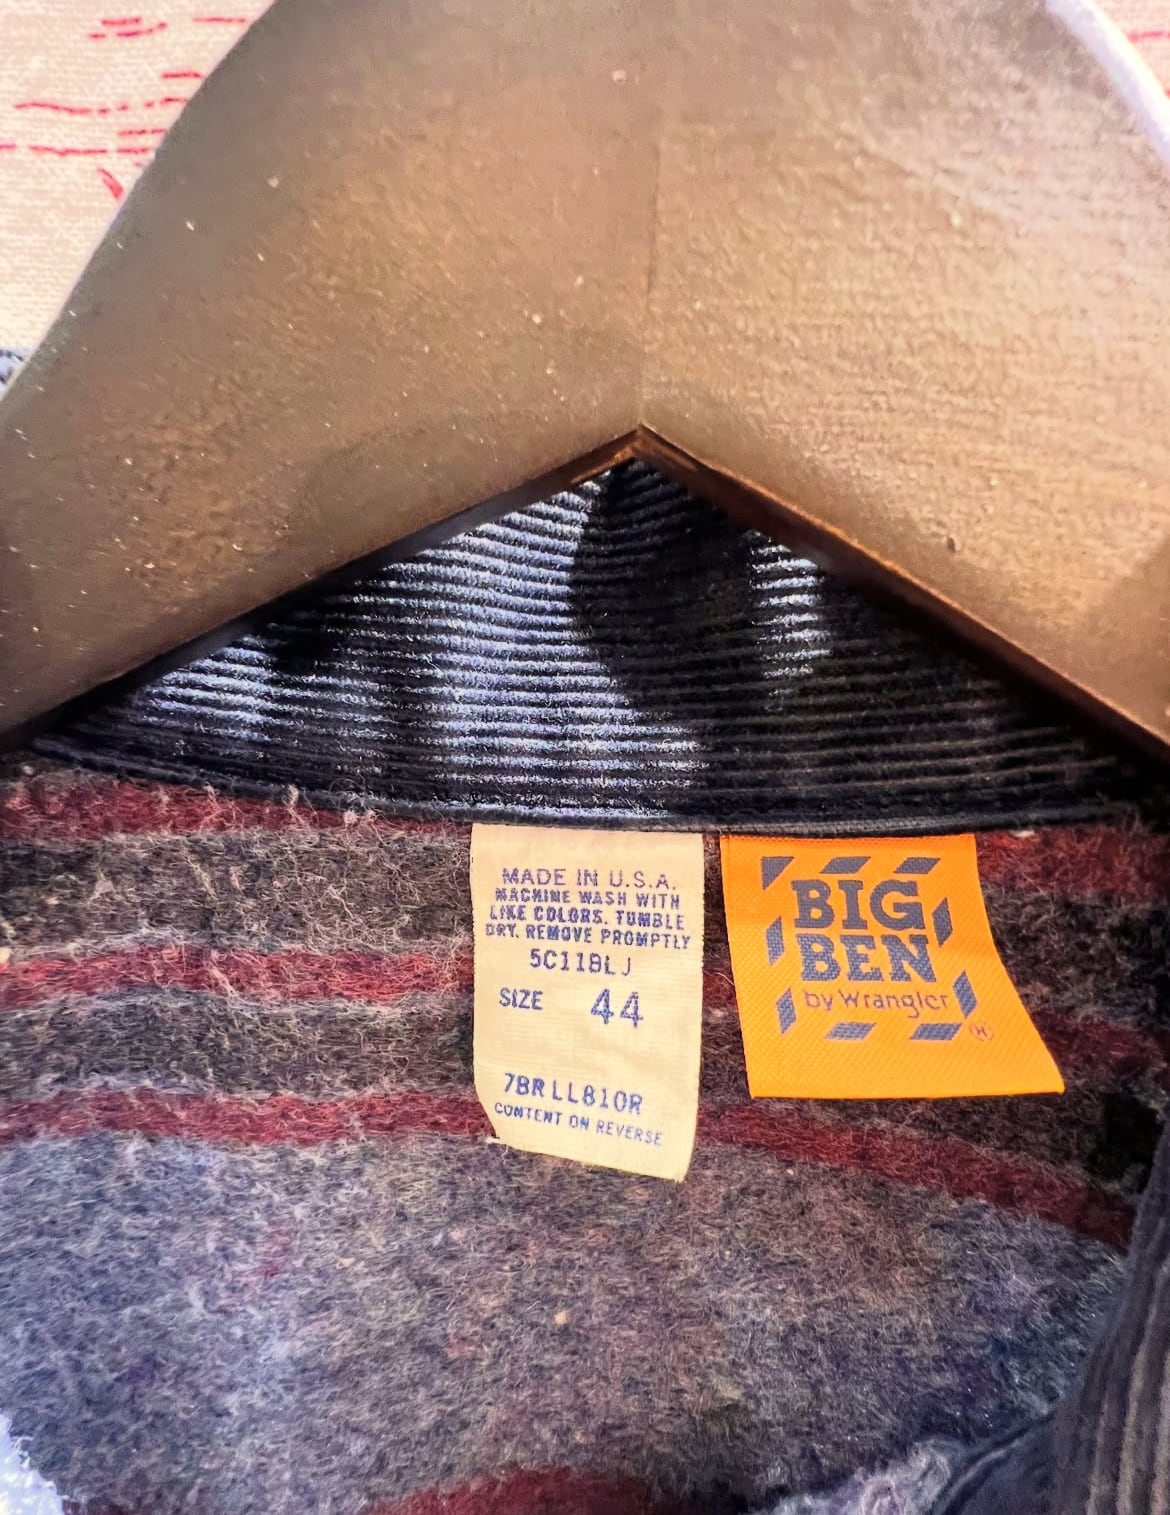 MADE IN U.S.A.
MACHINE WASH WITH
LIKE COLORS. TUMBLE
DRY. REMOVE PROMPTLY
5C11BLJ
SIZE 44
7BRLL810R
CONTENT ON REVERSE
BIG
BEN
by Wrangler
®